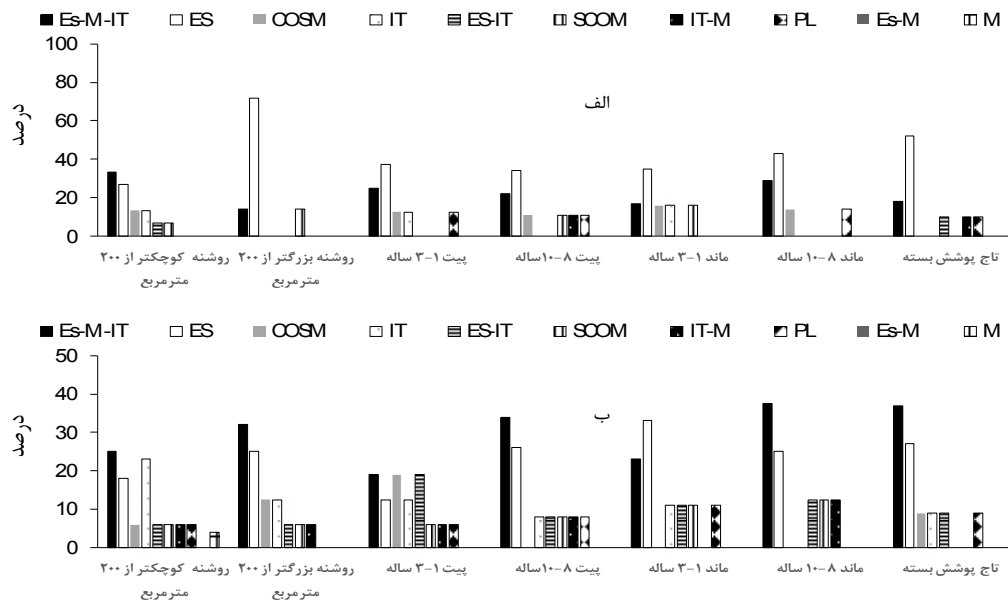 Es-M-IT ES COSM IT ES-IT SCOM IT-M PL Es-M M
100
80
60
40
20
0
درصد
الف
روشنه کوچکتر از ۲۰۰ مترمربع
روشنه بزرگتر از ۲۰۰ مترمربع
پیت ۱-۳ ساله
پیت ۸-۱۰ساله
ماند ۱-۳ ساله
ماند ۸-۱۰ ساله
تاج پوشش بسته
Es-M-IT ES COSM IT ES-IT SCOM IT-M PL Es-M M
50
40
30
20
10
0
درصد
ب
روشنه کوچکتر از ۲۰۰ مترمربع
روشنه بزرگتر از ۲۰۰ مترمربع
پیت ۱-۳ ساله
پیت ۸-۱۰ساله
ماند ۱-۳ ساله
ماند ۸-۱۰ ساله
تاج پوشش بسته